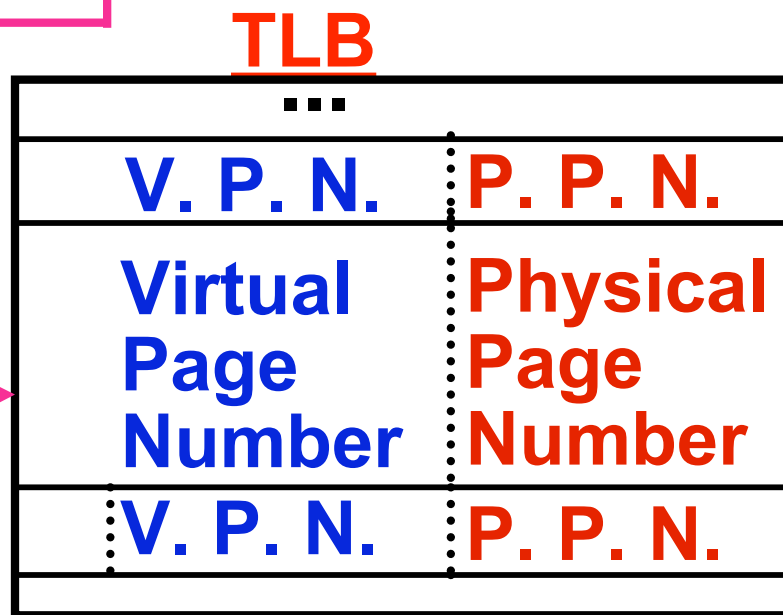 TLB
...
V. P. N. P. P. N.
Virtual Physical
Page Page
Number Number
V. P. N. P. P. N.